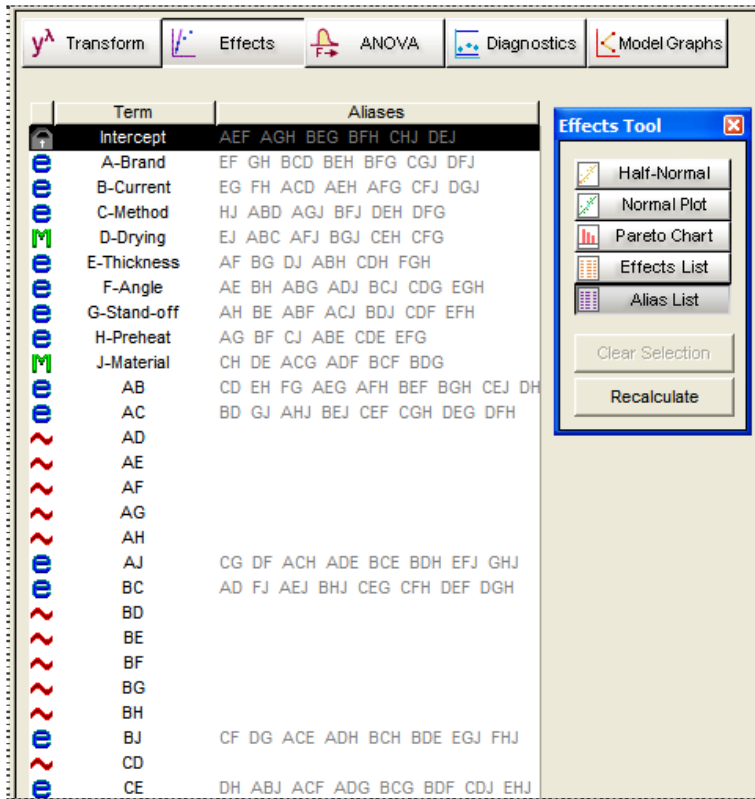 yλ Transform Effects F ANOVA Diagnostics Model Graphs
Term Aliases
Effects Tool
Intercept AEF AGH BEG BFH CHJ DEJ
e A-Brand EF GH BCD BEH BFG CGJ DFJ
e B-Current EG FH ACD AEH AFG CFJ DGJ
e C-Method HJ ABD AGJ BFJ DEH DFG
M D-Drying EJ ABC AFJ BGJ CEH CFG
e E-Thickness AF BG DJ ABH CDH FGH
e F-Angle AE BH ABG ADJ BCJ CDG EGH
e G-Stand-off AH BE ABF ACJ BDJ CDF EFH
e H-Preheat AG BF CJ ABE CDE EFG
M J-Material CH DE ACG ADF BCF BDG
e AB CD EH FG AEG AFH BEF BGH CEJ DH
e AC BD GJ AHJ BEJ CEF CGH DEG DFH
~ AD
~ AE
~ AF
~ AG
~ AH
e AJ CG DF ACH ADE BCE BDH EFJ GHJ
e BC AD FJ AEJ BHJ CEG CFH DEF DGH
~ BD
~ BE
~ BF
~ BG
~ BH
e BJ CF DG ACE ADH BCH BDE EGJ FHJ
~ CD
e CE DH ABJ ACF ADG BCG BDF CDJ EHJ
Half-Normal
Normal Plot
Pareto Chart
Effects List
Alias List
Clear Selection
Recalculate